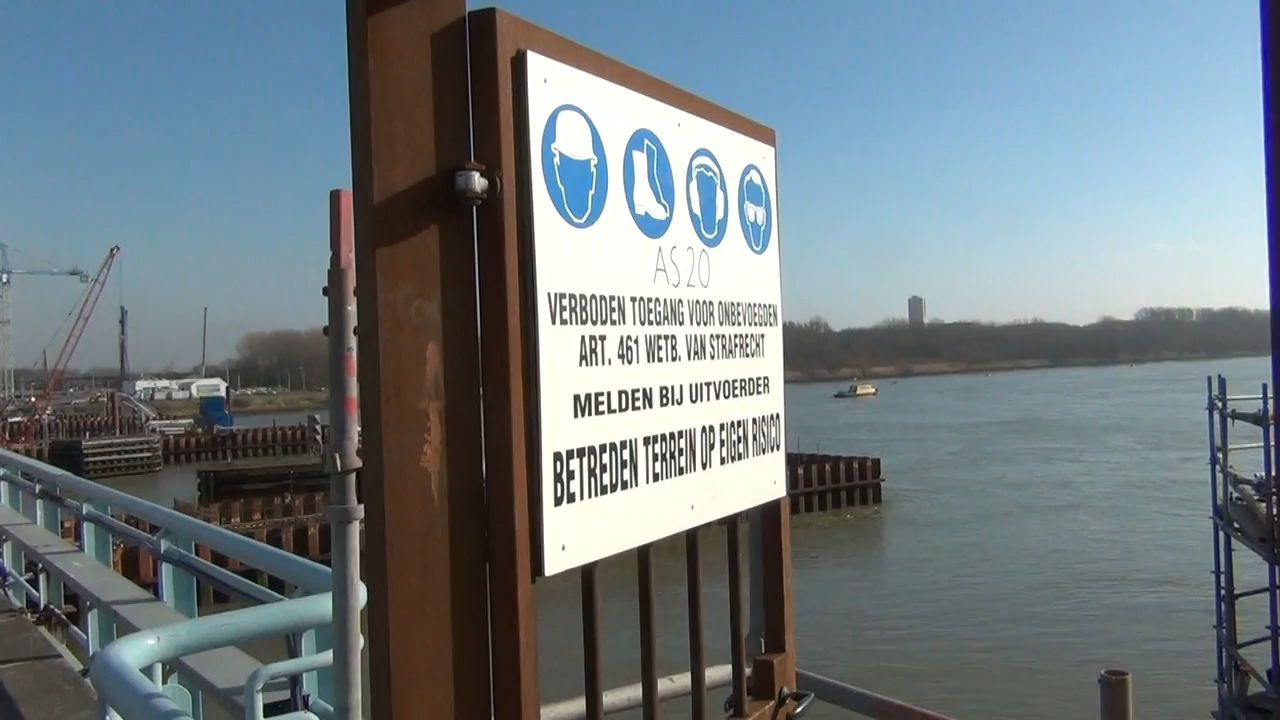 AS 20
VERBODEN TOEGANG VOOR ONBEVOEGDEN
ART. 461 WETB. VAN STRAFRECHT
MELDEN BIJ UITVOERDER
BETREDEN TERREIN OP EIGEN RISICO